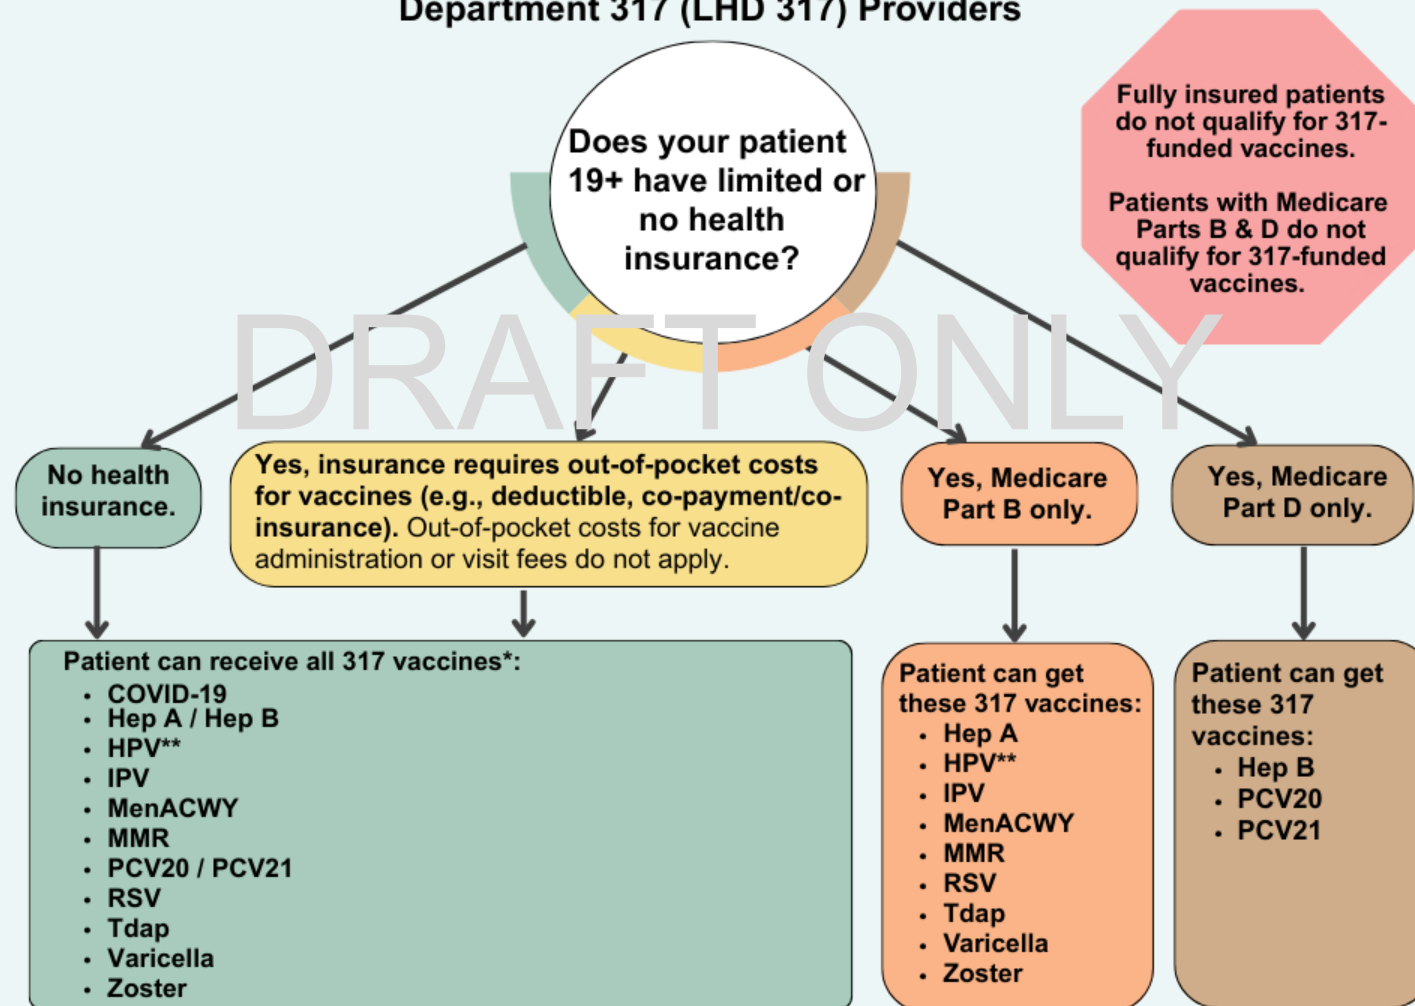 Department 317 (LHD 317) Providers
Does your patient
19+ have limited or
no health
insurance?
Fully insured patients
do not qualify for 317-
funded vaccines.
Patients with Medicare
Parts B & D do not
qualify for 317-funded
vaccines.
DRAFT ONLY
No health
insurance.
Yes, insurance requires out-of-pocket costs
for vaccines (e.g., deductible, co-payment/co-
insurance). Out-of-pocket costs for vaccine
administration or visit fees do not apply.
Yes, Medicare
Part B only.
Yes, Medicare
Part D only.
Patient can receive all 317 vaccines*:
• COVID-19
• Hep A / Hep B
• HPV**
• IPV
• MenACWY
• MMR
• PCV20 / PCV21
• RSV
• Tdap
• Varicella
• Zoster
Patient can get
these 317 vaccines:
• Hep A
• HPV**
• IPV
• MenACWY
• MMR
• RSV
• Tdap
• Varicella
• Zoster
Patient can get
these 317
vaccines:
• Hep B
• PCV20
• PCV21